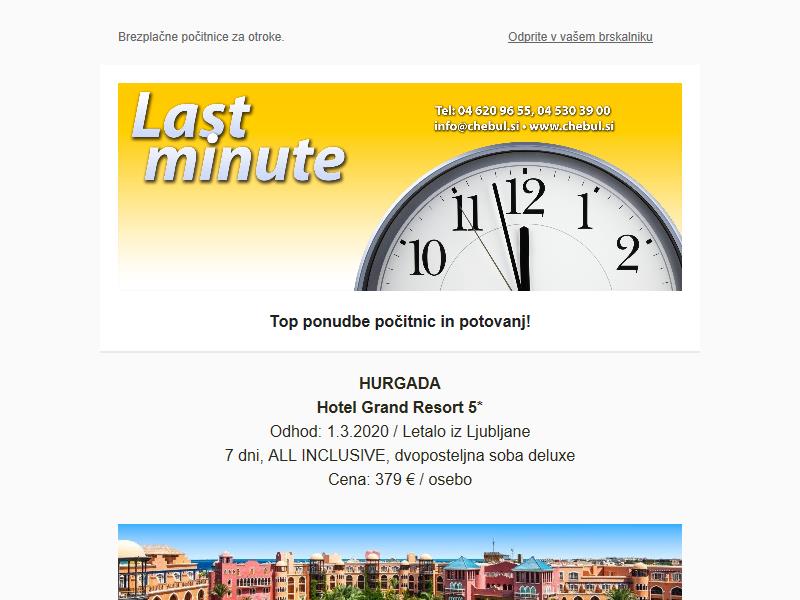 Brezplačne počitnice za otroke.
Odprite v vašem brskalniku
Last
minute
Tel: 04 620 96 55, 04 530 39 00
info@chebul.si • www.chebul.si
10 11 12 1 2
Top ponudbe počitnic in potovanj!
HURGADA
Hotel Grand Resort 5*
Odhod: 1.3.2020 / Letalo iz Ljubljane
7 dni, ALL INCLUSIVE, dvoposteljna soba deluxe
Cena: 379 € / osebo